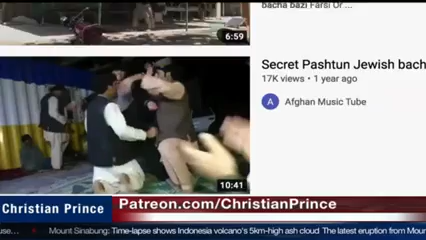 bacha bazi Farsi Or ...
6:59
Secret Pashtun Jewish bach
17K views • 1 year ago
A Afghan Music Tube
10:41
Christian Prince
Patreon.com/ChristianPrince
use...
Mount Sinabung: Time-lapse shows Indonesia volcano's 5km-high ash cloud The latest eruption from Moun